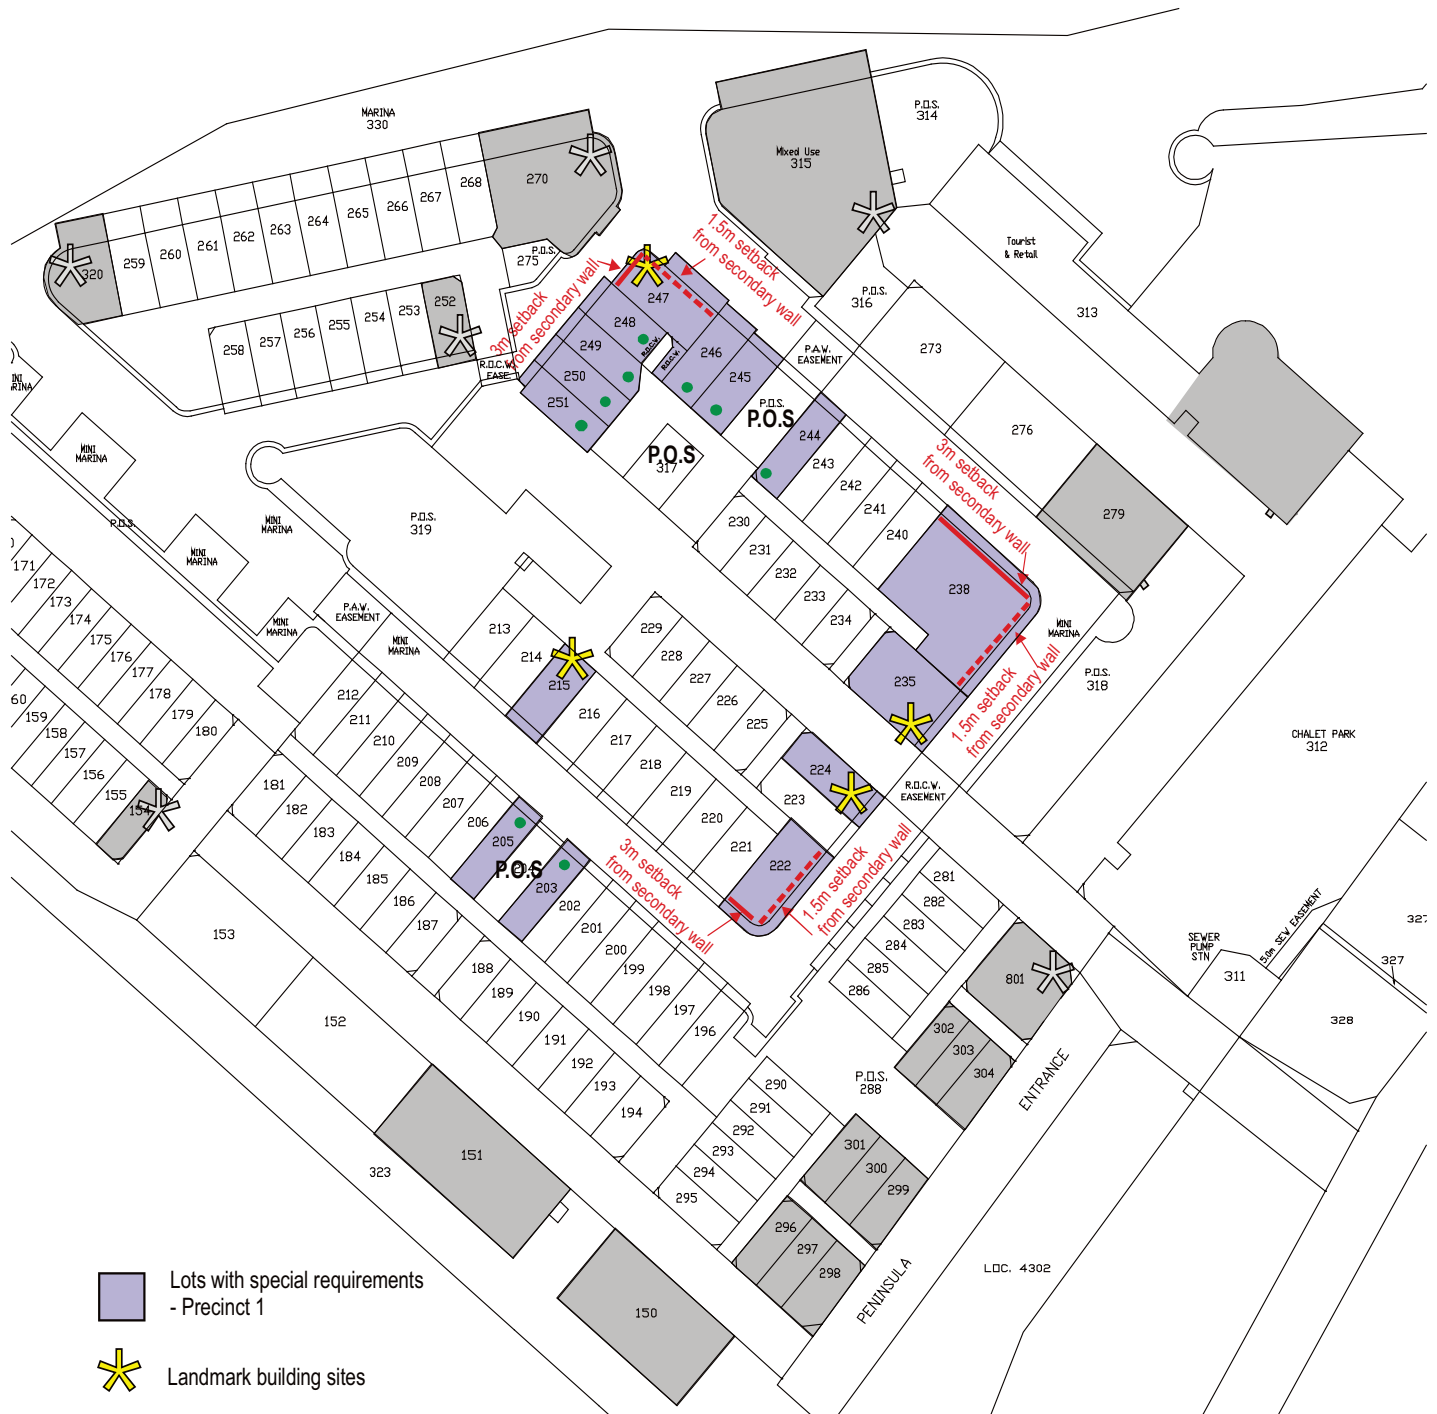 MARINA
330
P.O.S.
314
Mixed Use
315
270
268
267
266
265
264
263
262
261
260
259
320
P.O.S.
275
1.5m setback
from secondary wall
3m setback
from secondary wall
Tourist
& Retail
313
P.O.S.
316
252
253
254
255
256
257
258
R.O.C.W.
EASE.
247
248
249
250
251
R.O.C.W.
R.O.C.W.
246
245
P.A.W.
EASEMENT
273
276
279
P.O.S.
P.O.S
P.O.S
317
244
243
242
241
240
3m setback
from secondary wall
238
MINI
MARINA
P.O.S.
318
1.5m setback
from secondary wall
235
230
231
232
233
234
INI
RINA
MINI
MARINA
P.O.S.
MINI
MARINA
MINI
MARINA
MINI
MARINA
P.A.W.
EASEMENT
MINI
MARINA
P.O.S.
319
213
214
215
216
217
218
219
220
221
222
223
224
225
226
227
228
229
R.O.C.W.
EASEMENT
CHALET PARK
312
171
172
173
174
175
176
177
178
179
180
60
159
158
157
156
155
154
212
211
210
209
208
207
206
205
204
P.O.S
203
202
201
200
199
198
197
196
3m setback
from secondary wall
1.5m setback
from secondary wall
181
182
183
184
185
186
187
188
189
190
191
192
193
194
153
152
151
150
323
281
282
283
284
285
286
801
302
303
304
P.O.S.
288
290
291
292
293
294
295
301
300
299
296
297
298
SEWER
PUMP
STN
311
5.0m SEW EASEMENT
327
327
328
PENINSULA
ENTRANCE
LOC. 4302
Lots with special requirements
- Precinct 1
Landmark building sites